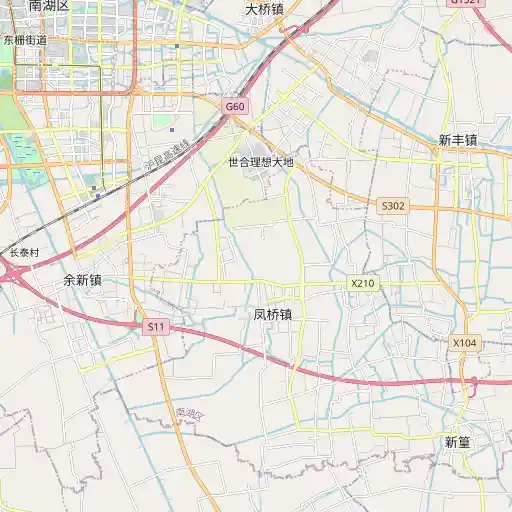 南湖区
大桥镇
G1521
东栅街道
G60
沪昆高速线
世合理想大地
新丰镇
S302
长泰村
余新镇
X210
凤桥镇
S11
X104
南湖区
新篁